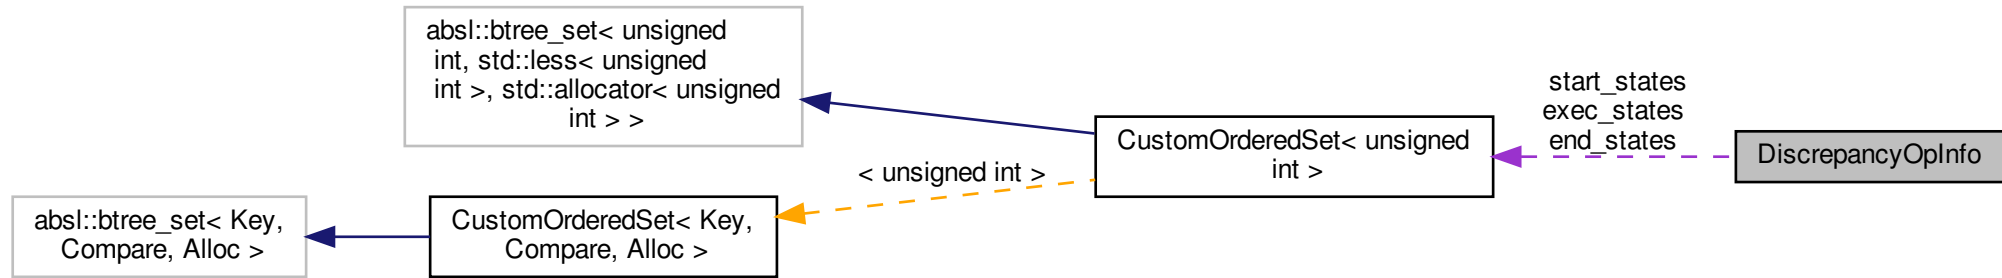 absl::btree_set< unsigned
int, std::less< unsigned
int >, std::allocator< unsigned
int > >
start_states
exec_states
end_states
CustomOrderedSet< unsigned
int >
DiscrepancyOpInfo
< unsigned int >
absl::btree_set< Key,
Compare, Alloc >
CustomOrderedSet< Key,
Compare, Alloc >